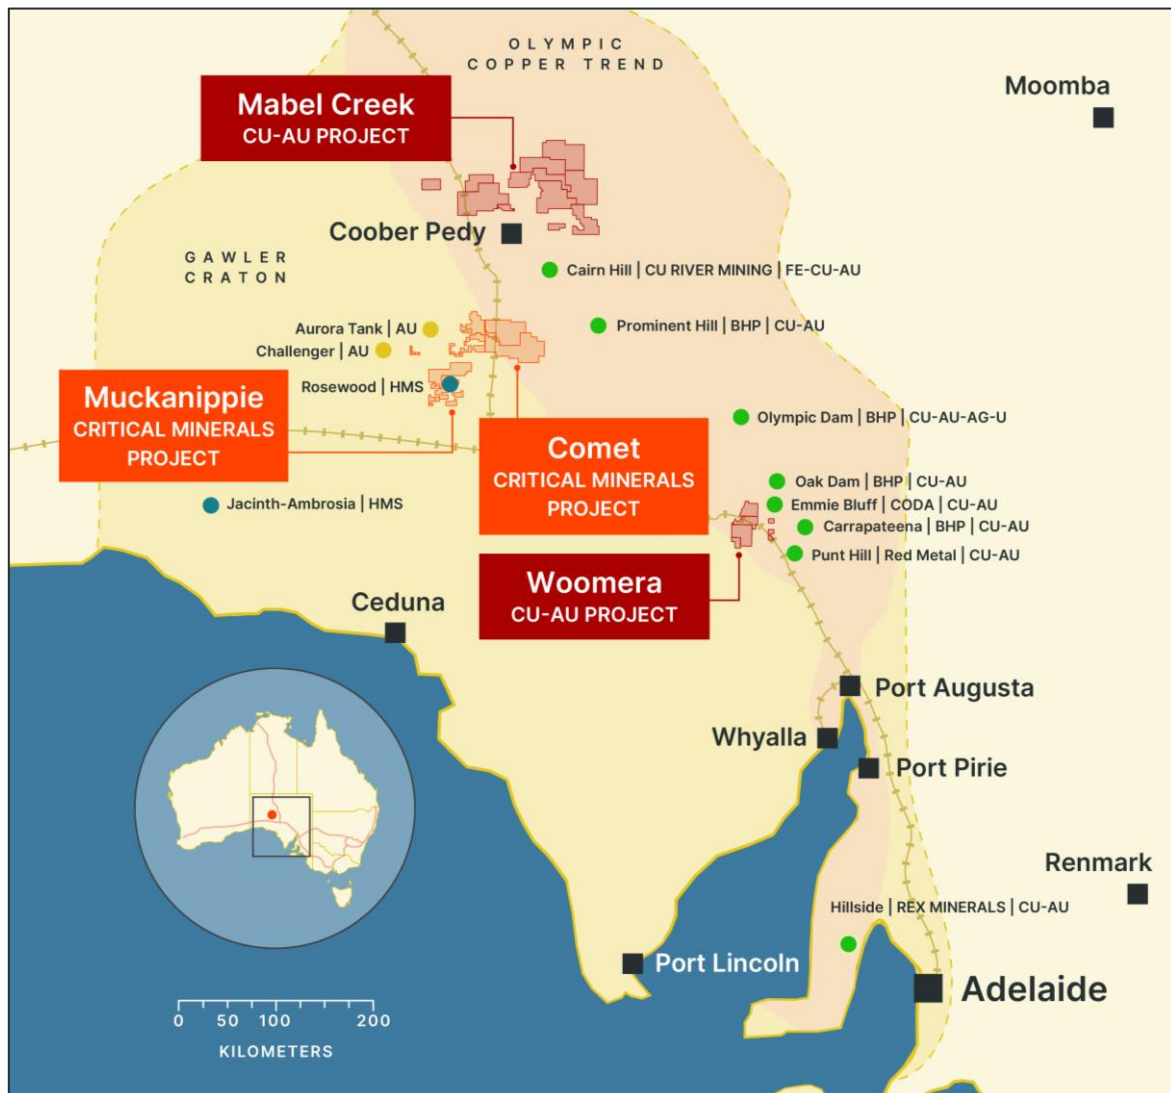 OLYMPIC
COPPER TREND
Moomba
Mabel Creek
CU-AU PROJECT
Coober Pedy
GAWLER
CRATON
Cairn Hill | CU RIVER MINING | FE-CU-AU
Aurora Tank | AU
Prominent Hill | BHP | CU-AU
Challenger | AU
Rosewood | HMS
Muckanippie
CRITICAL MINERALS
PROJECT
Comet
CRITICAL MINERALS
PROJECT
Olympic Dam | BHP | CU-AU-AG-U
Oak Dam | BHP | CU-AU
Jacinth-Ambrosia | HMS
Emmie Bluff | CODA | CU-AU
Carrapateena | BHP | CU-AU
Punt Hill | Red Metal | CU-AU
Woomera
CU-AU PROJECT
Ceduna
Port Augusta
Whyalla
Port Pirie
Renmark
Hillside | REX MINERALS | CU-AU
Port Lincoln
Adelaide
0 50 100 200
KILOMETERS